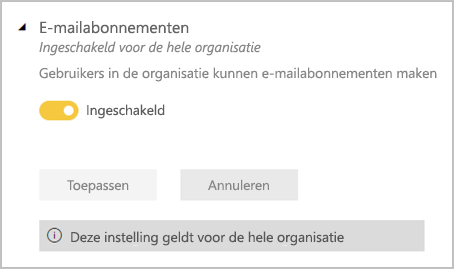 E-mailabonnementen
Ingeschakeld voor de hele organisatie
Gebruikers in de organisatie kunnen e-mailabonnementen maken
Ingeschakeld
Toepassen Annuleren
Deze instelling geldt voor de hele organisatie